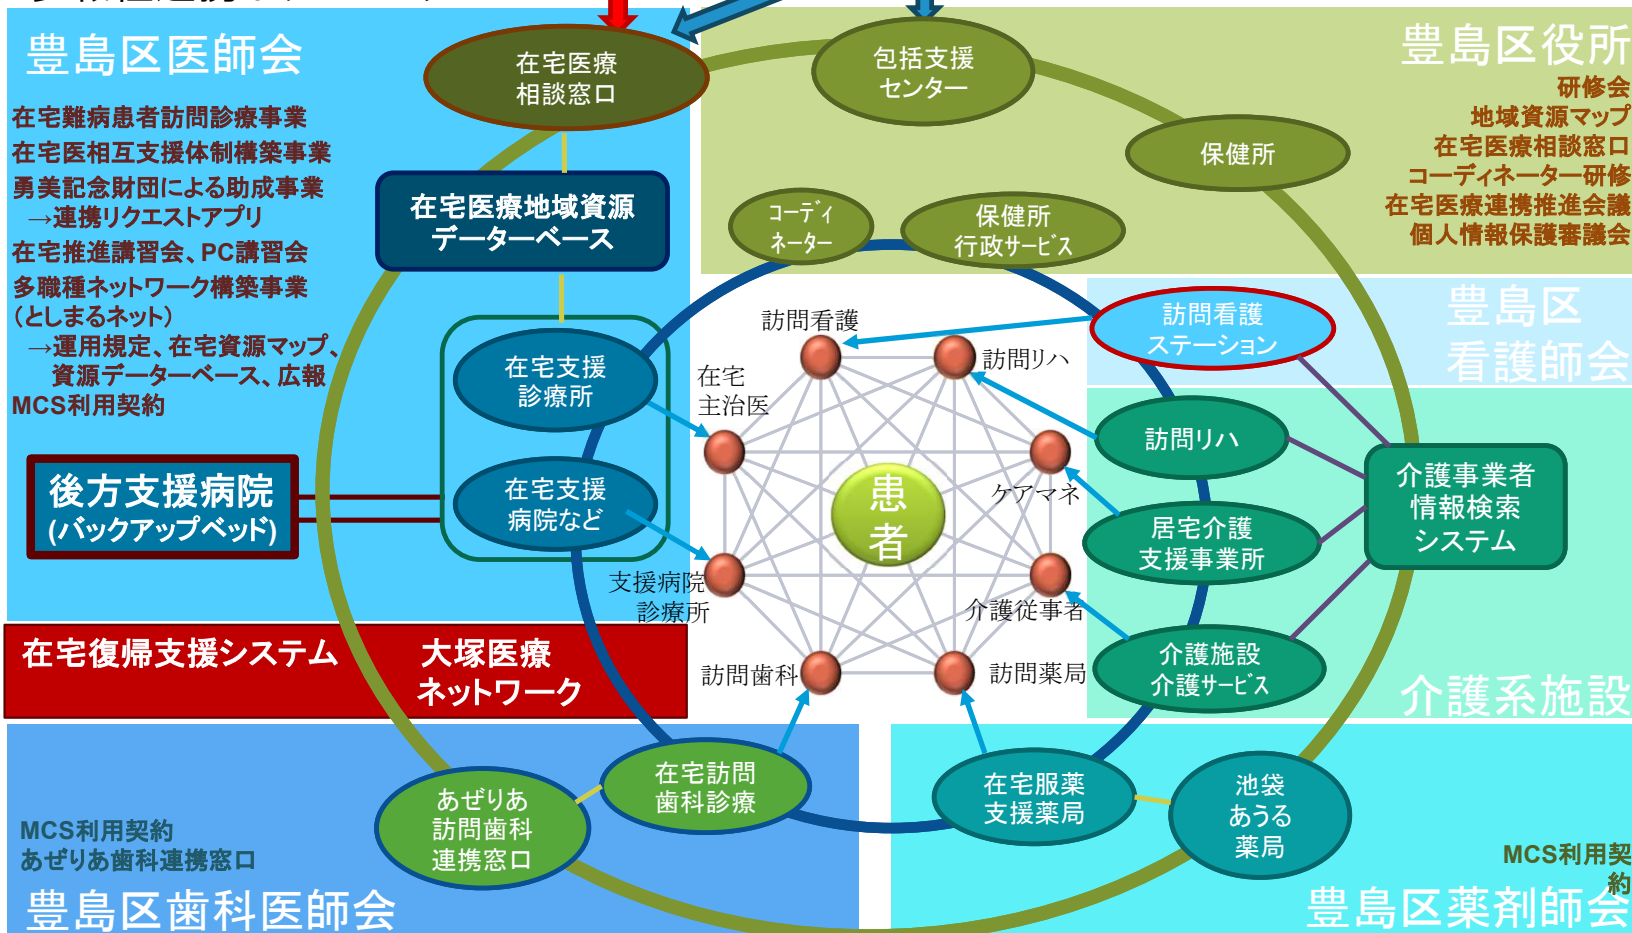 豊島区医師会
在宅難病患者訪問診療事業
在宅医相互支援体制構築事業
勇美記念財団による助成事業
→連携リクエストアプリ
在宅推進講習会、PC講習会
多職種ネットワーク構築事業
（としまるネット）
→運用規定、在宅資源マップ、
資源データーベース、広報
MCS利用契約
在宅医療
相談窓口
在宅医療地域資源
データーベース
在宅支援
診療所
在宅支援
病院など
後方支援病院
(バックアップベッド)
在宅復帰支援システム
大塚医療
ネットワーク
包括支援
センター
保健所
コーディ
ネーター
保健所
行政サービス
豊島区役所
研修会
地域資源マップ
在宅医療相談窓口
コーディネーター研修
在宅医療連携推進会議
個人情報保護審議会
豊島区
看護師会
訪問看護
ステーション
訪問看護
訪問リハ
在宅
主治医
ケアマネ
患
者
支援病院
診療所
介護従事者
訪問歯科
訪問薬局
訪問リハ
居宅介護
支援事業所
介護施設
介護サービス
介護事業者
情報検索
システム
介護系施設
在宅訪問
歯科診療
あぜりあ
訪問歯科
連携窓口
MCS利用契約
あぜりあ歯科連携窓口
豊島区歯科医師会
在宅服薬
支援薬局
池袋
あうる
薬局
MCS利用契
約
豊島区薬剤師会